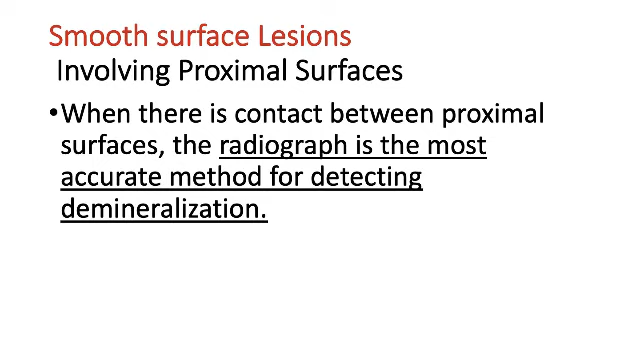 Smooth surface Lesions
Involving Proximal Surfaces
•When there is contact between proximal
surfaces, the radiograph is the most
accurate method for detecting
demineralization.